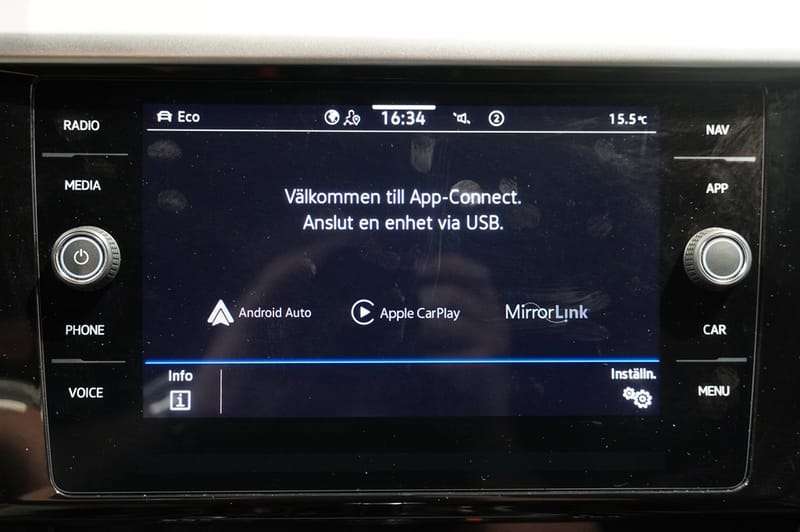 RADIO
MEDIA
PHONE
VOICE
Eco
16:34
2
15.5°C
Välkommen till App-Connect.
Anslut en enhet via USB.
Android Auto
Apple CarPlay
MirrorLink
Info
i
Inställn.
NAV
APP
CAR
MENU